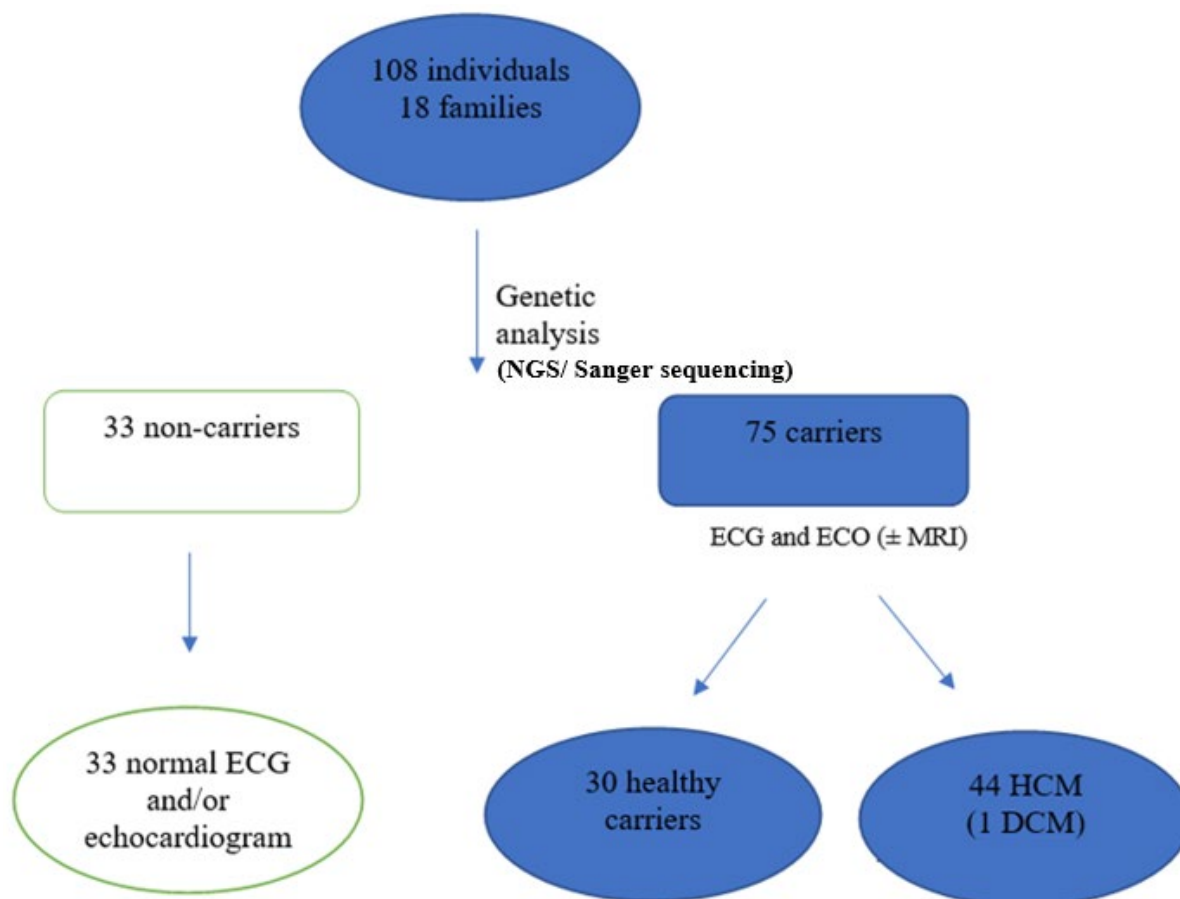 108 individuals
18 families
Genetic
analysis
(NGS/ Sanger sequencing)
33 non-carriers
75 carriers
ECG and ECO (± MRI)
33 normal ECG
and/or
echocardiogram
30 healthy
carriers
44 HCM
(1 DCM)